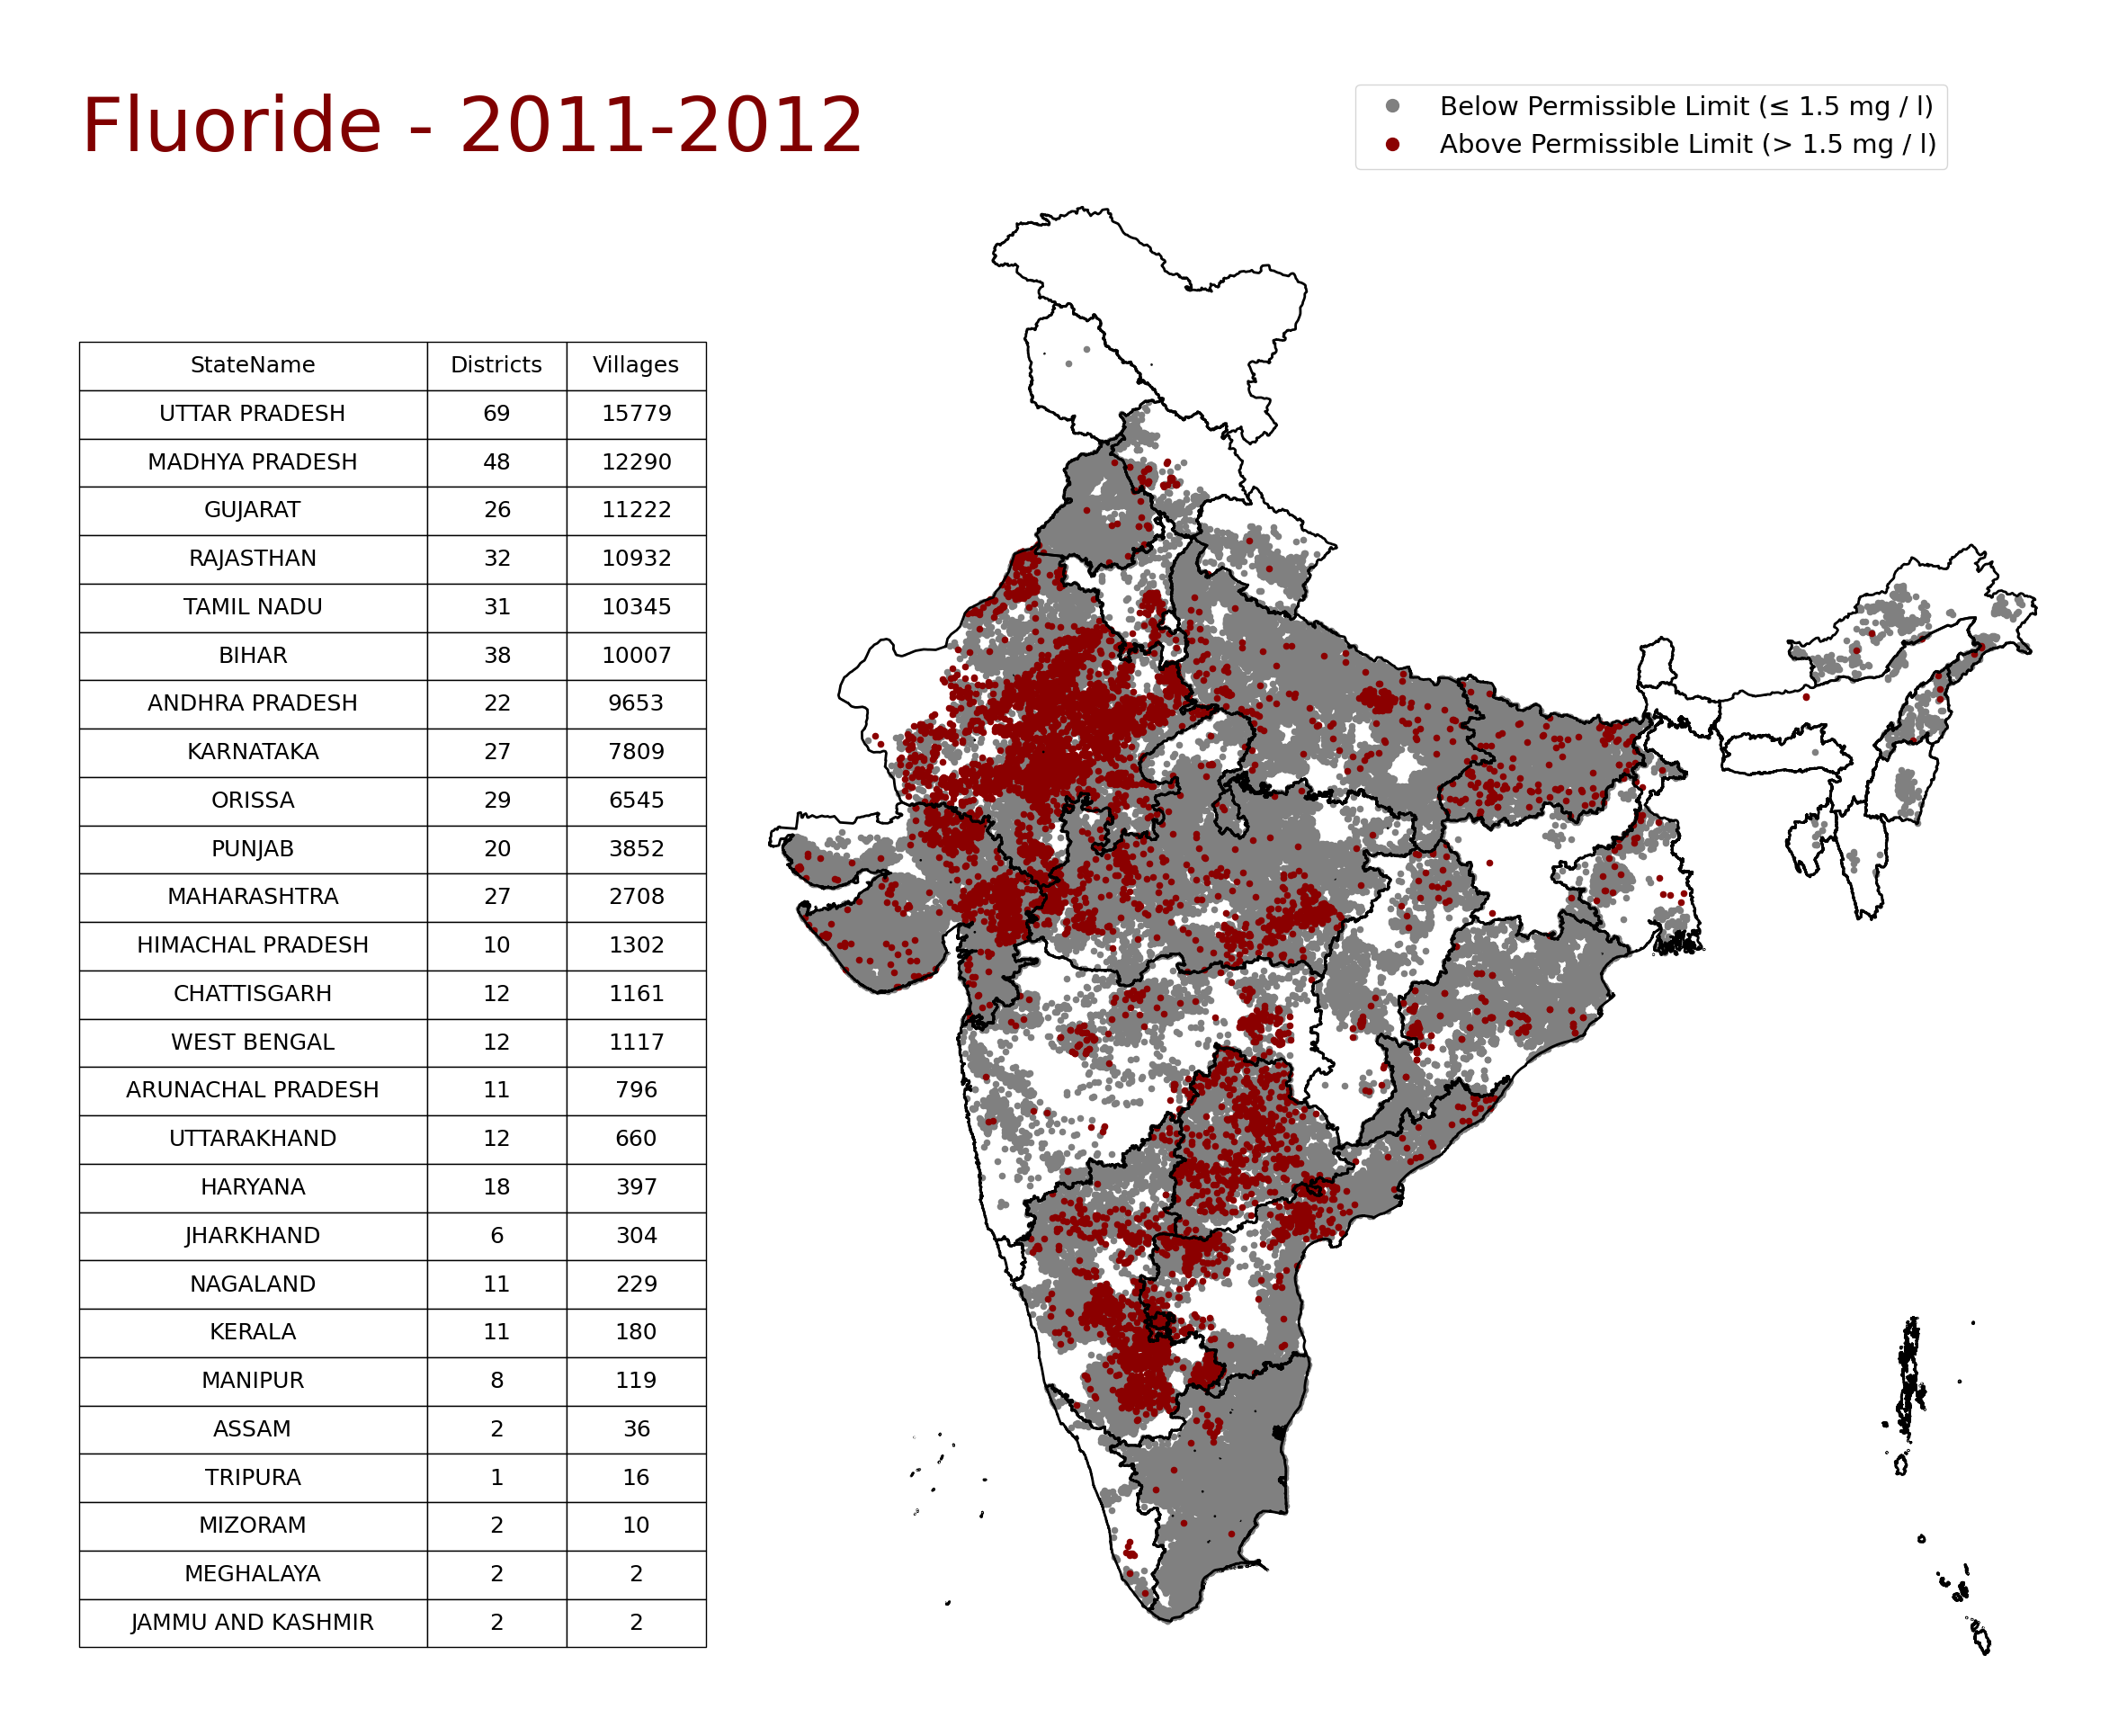 Fluoride - 2011-2012
Below Permissible Limit (≤ 1.5 mg / l)
Above Permissible Limit (> 1.5 mg / l)
StateName Districts Villages
UTTAR PRADESH 69 15779
MADHYA PRADESH 48 12290
GUJARAT 26 11222
RAJASTHAN 32 10932
TAMIL NADU 31 10345
BIHAR 38 10007
ANDHRA PRADESH 22 9653
KARNATAKA 27 7809
ORISSA 29 6545
PUNJAB 20 3852
MAHARASHTRA 27 2708
HIMACHAL PRADESH 10 1302
CHATTISGARH 12 1161
WEST BENGAL 12 1117
ARUNACHAL PRADESH 11 796
UTTARAKHAND 12 660
HARYANA 18 397
JHARKHAND 6 304
NAGALAND 11 229
KERALA 11 180
MANIPUR 8 119
ASSAM 2 36
TRIPURA 1 16
MIZORAM 2 10
MEGHALAYA 2 2
JAMMU AND KASHMIR 2 2